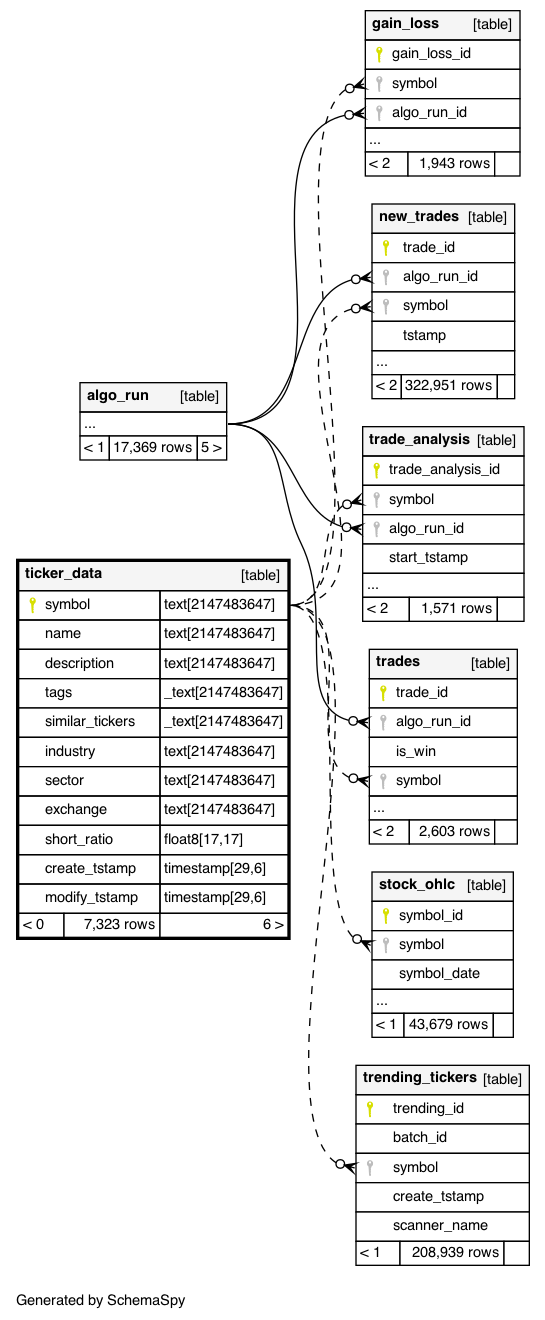 gain_loss [table]
gain_loss_id
symbol
algo_run_id
...
< 2 1,943 rows
new_trades [table]
trade_id
algo_run_id
symbol
tstamp
...
< 2 322,951 rows
algo_run [table]
...
< 1 17,369 rows 5 >
trade_analysis [table]
trade_analysis_id
symbol
algo_run_id
start_tstamp
...
< 2 1,571 rows
ticker_data [table]
symbol text[2147483647]
name text[2147483647]
description text[2147483647]
tags _text[2147483647]
similar_tickers _text[2147483647]
industry text[2147483647]
sector text[2147483647]
exchange text[2147483647]
short_ratio float8[17,17]
create_tstamp timestamp[29,6]
modify_tstamp timestamp[29,6]
< 0 7,323 rows 6 >
trades [table]
trade_id
algo_run_id
is_win
symbol
...
< 2 2,603 rows
stock_ohlc [table]
symbol_id
symbol
symbol_date
...
< 1 43,679 rows
trending_tickers [table]
trending_id
batch_id
symbol
create_tstamp
scanner_name
< 1 208,939 rows
Generated by SchemaSpy